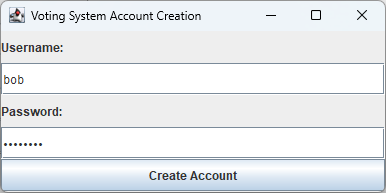 Voting System Account Creation
Username:
bob
Password:
••••••••
Create Account